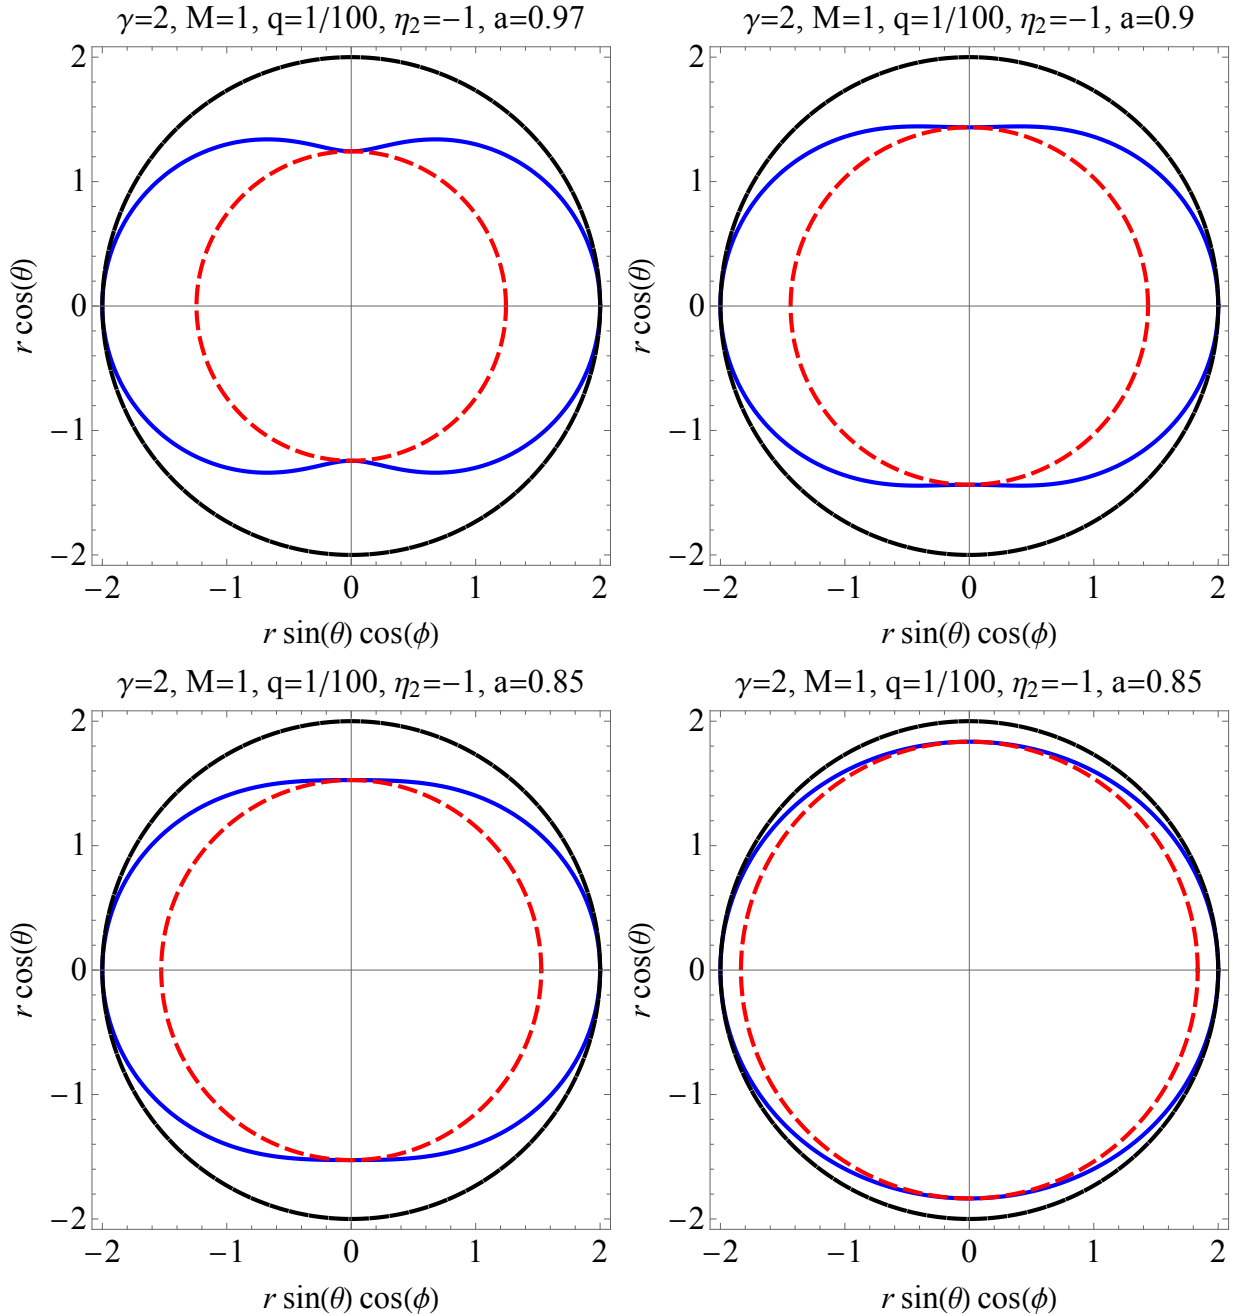 γ=2, M=1, q=1/100, η₂=−1, a=0.97
2
1
0
−1
−2
r cos(θ)
−2 −1 0 1 2
r sin(θ) cos(ϕ)
γ=2, M=1, q=1/100, η₂=−1, a=0.9
2
1
0
−1
−2
r cos(θ)
−2 −1 0 1 2
r sin(θ) cos(ϕ)
γ=2, M=1, q=1/100, η₂=−1, a=0.85
2
1
0
−1
−2
r cos(θ)
−2 −1 0 1 2
r sin(θ) cos(ϕ)
γ=2, M=1, q=1/100, η₂=−1, a=0.85
2
1
0
−1
−2
r cos(θ)
−2 −1 0 1 2
r sin(θ) cos(ϕ)